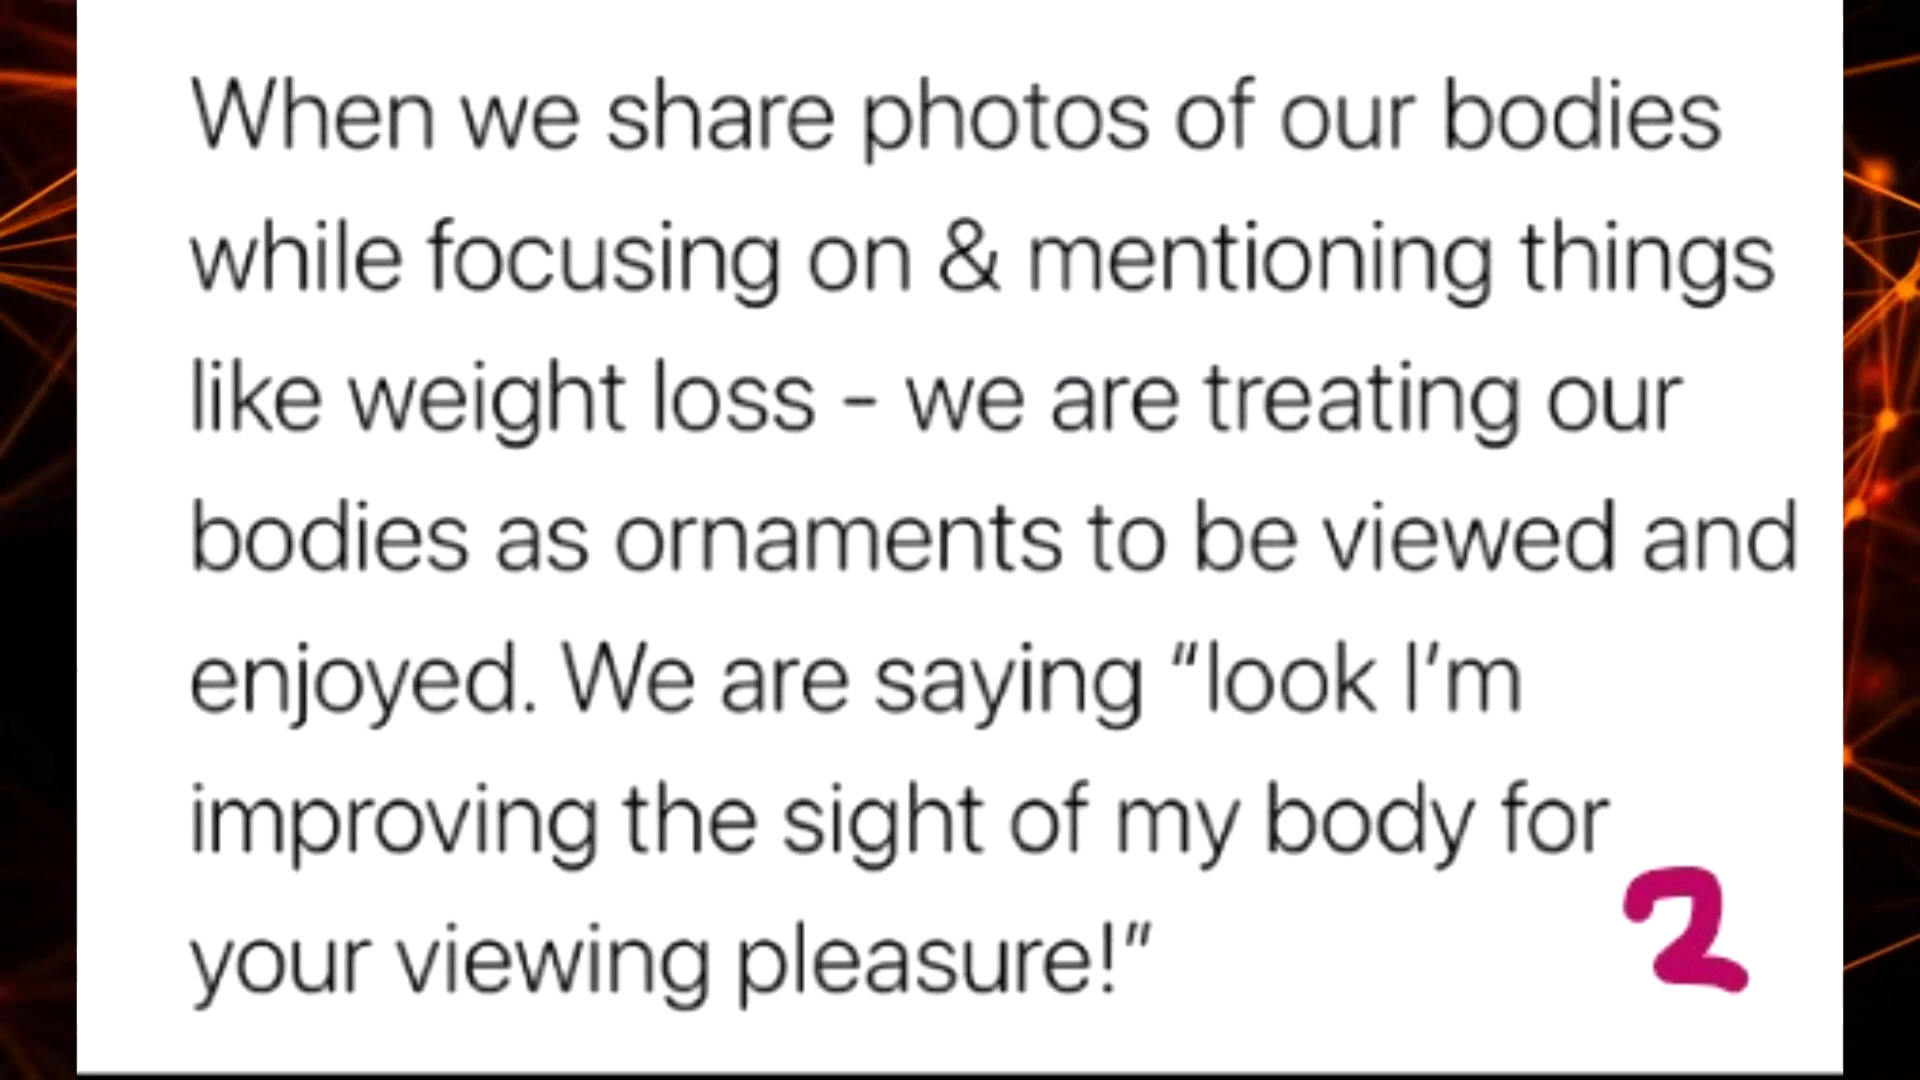 When we share photos of our bodies
while focusing on & mentioning things
like weight loss - we are treating our
bodies as ornaments to be viewed and
enjoyed. We are saying “look I’m
improving the sight of my body for
your viewing pleasure!”
2